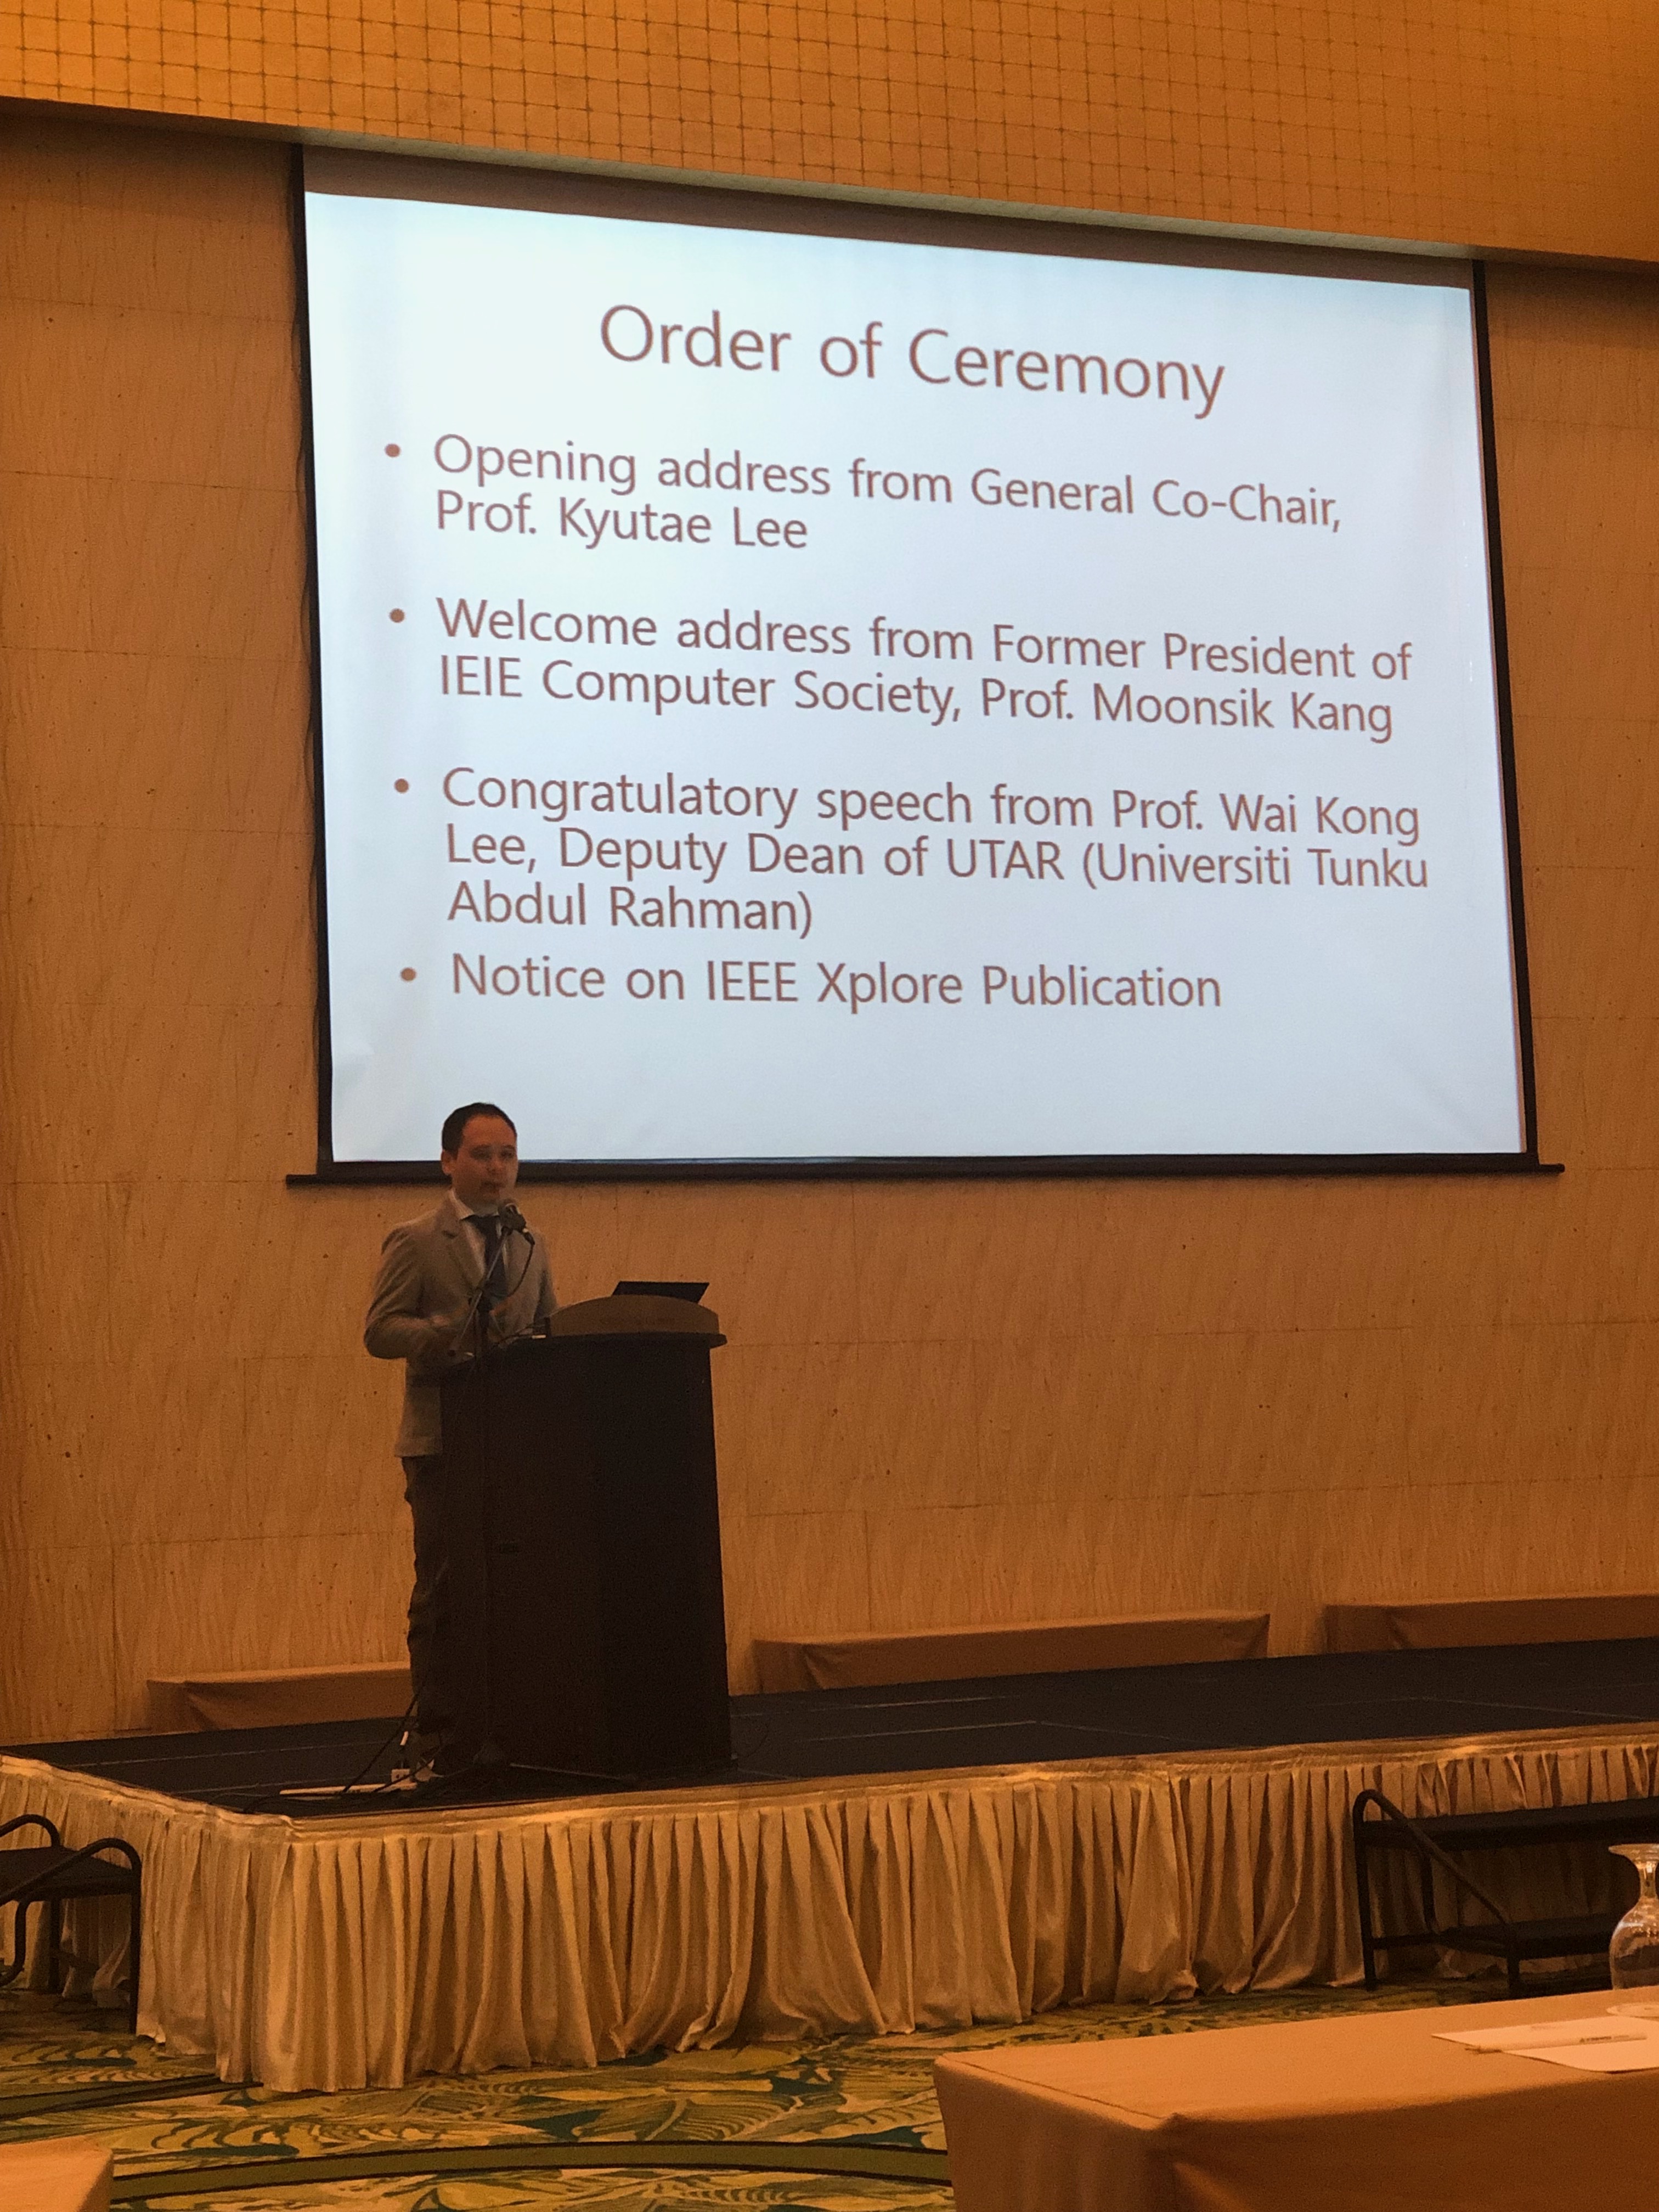 Order of Ceremony
• Opening address from General Co-Chair,
Prof. Kyutae Lee
• Welcome address from Former President of
IEIE Computer Society, Prof. Moonsik Kang
• Congratulatory speech from Prof. Wai Kong
Lee, Deputy Dean of UTAR (Universiti Tunku
Abdul Rahman)
• Notice on IEEE Xplore Publication